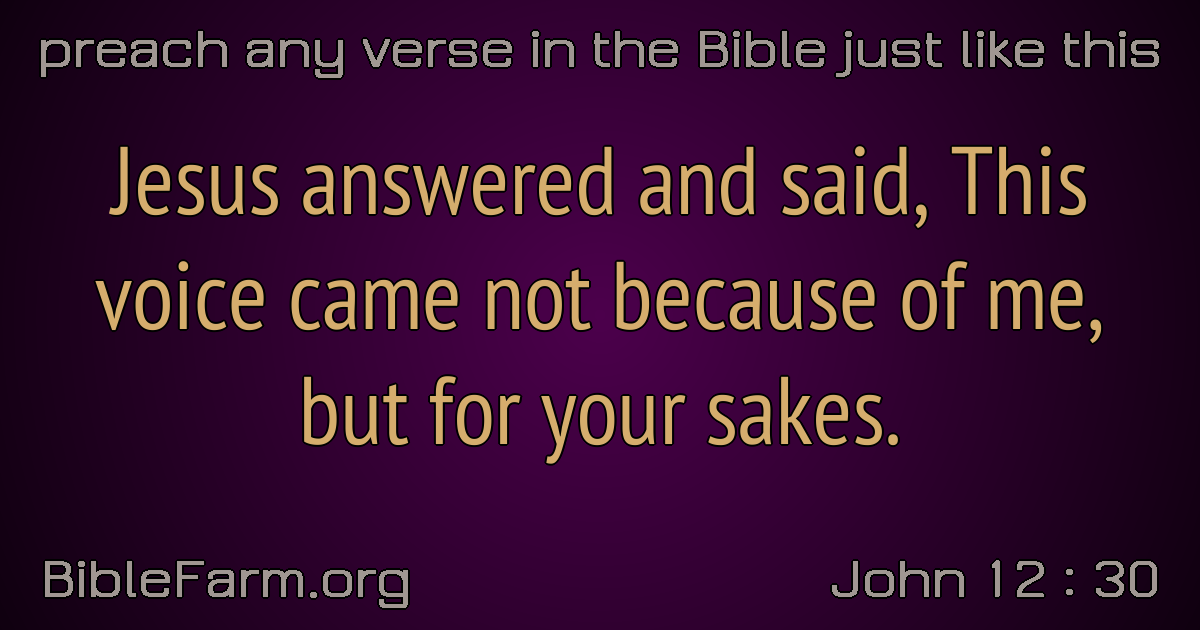 preach any verse in the Bible just like this
Jesus answered and said, This
voice came not because of me,
but for your sakes.
BibleFarm.org
John 12 : 30